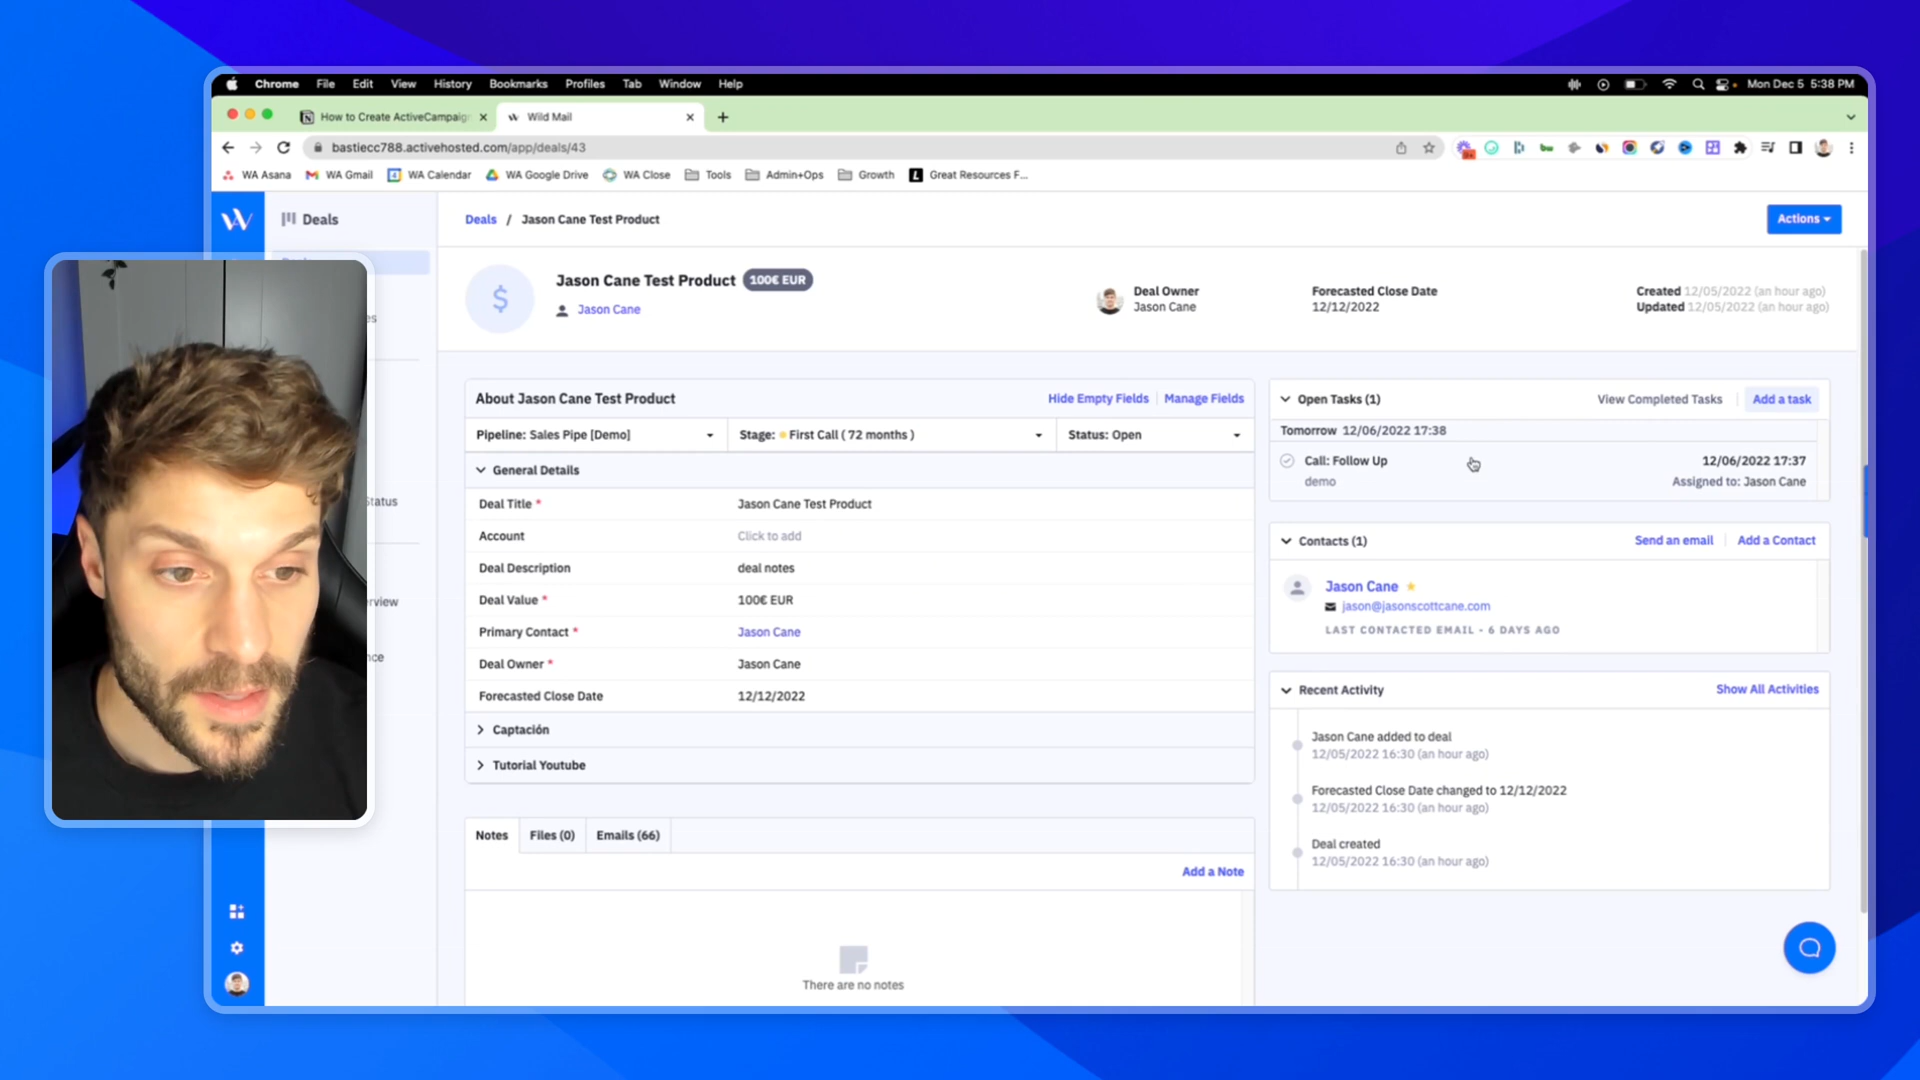 Chrome File Edit View History Bookmarks Profiles Tab Window Help Mon Dec 5 5:38 PM
How to Create ActiveCampaign Wild Mail
bastiecc788.activehosted.com/app/deals/43
WA Asana WA Gmail WA Calendar WA Google Drive WA Close Tools Admin+Ops Growth Great Resources F...
Deals
Deals / Jason Cane Test Product
Actions
Jason Cane Test Product 100€ EUR
Jason Cane
Deal Owner
Jason Cane
Forecasted Close Date
12/12/2022
Created 12/05/2022 (an hour ago)
Updated 12/05/2022 (an hour ago)
About Jason Cane Test Product Hide Empty Fields Manage Fields
Pipeline: Sales Pipe [Demo] Stage: First Call ( 72 months ) Status: Open
General Details
Deal Title * Jason Cane Test Product
Account Click to add
Deal Description deal notes
Deal Value * 100€ EUR
Primary Contact * Jason Cane
Deal Owner * Jason Cane
Forecasted Close Date 12/12/2022
Captación
Tutorial Youtube
Notes Files (0) Emails (66)
Add a Note
There are no notes
Open Tasks (1) View Completed Tasks Add a task
Tomorrow 12/06/2022 17:38
Call: Follow Up 12/06/2022 17:37
demo Assigned to: Jason Cane
Contacts (1) Send an email Add a Contact
Jason Cane
jason@jasonscottcane.com
LAST CONTACTED EMAIL - 6 DAYS AGO
Recent Activity Show All Activities
Jason Cane added to deal
12/05/2022 16:30 (an hour ago)
Forecasted Close Date changed to 12/12/2022
12/05/2022 16:30 (an hour ago)
Deal created
12/05/2022 16:30 (an hour ago)